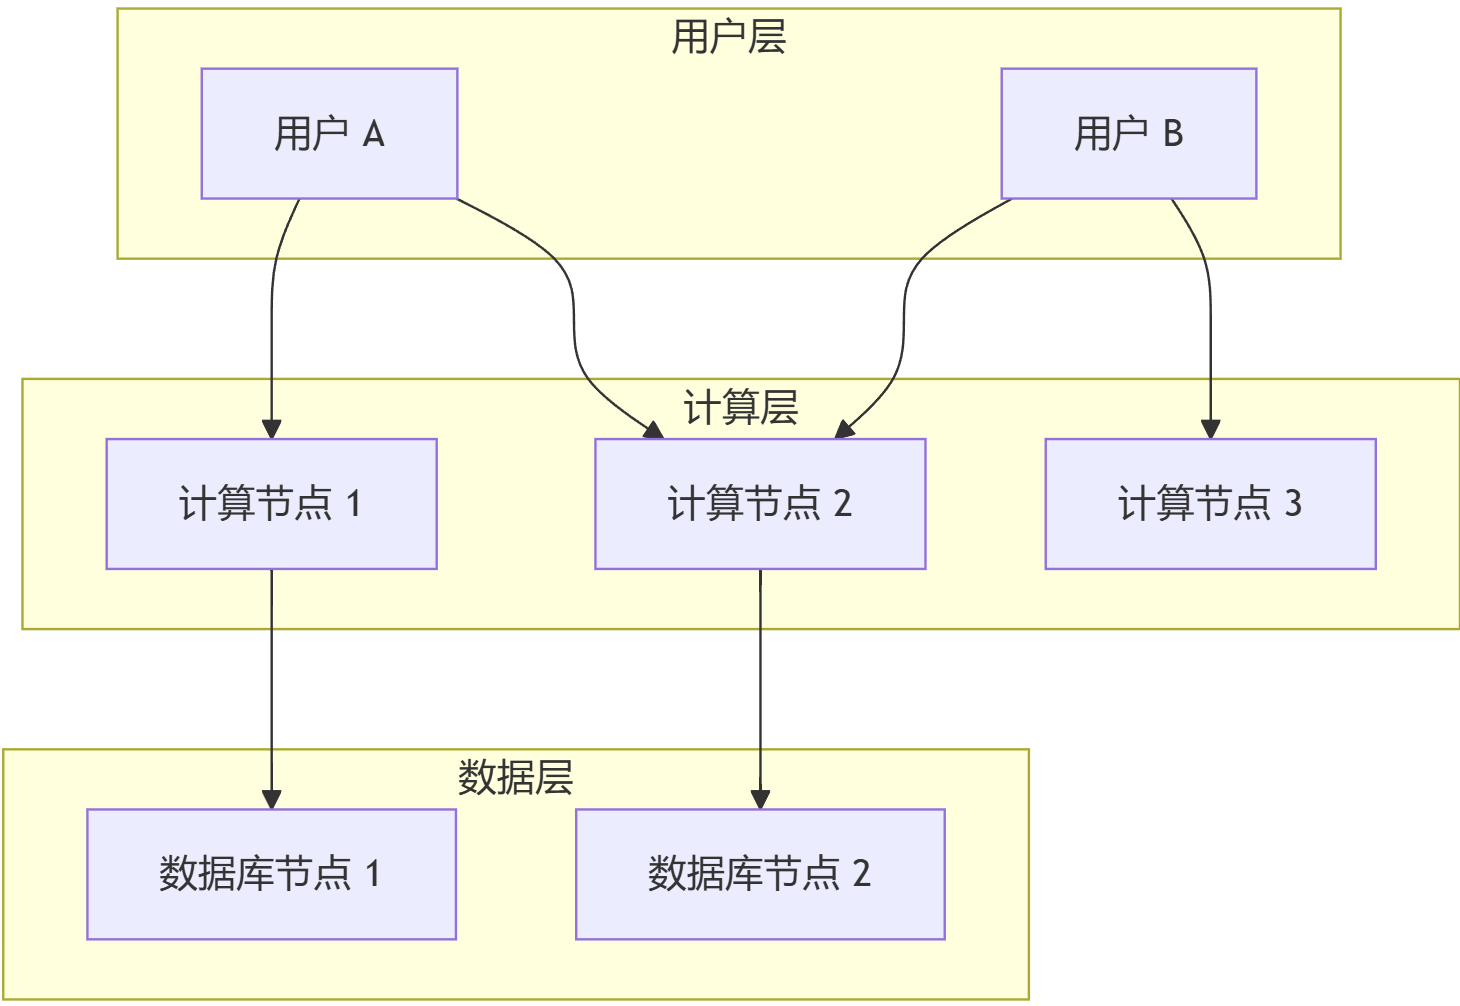 用户层
用户 A
用户 B
计算层
计算节点 1
计算节点 2
计算节点 3
数据层
数据库节点 1
数据库节点 2